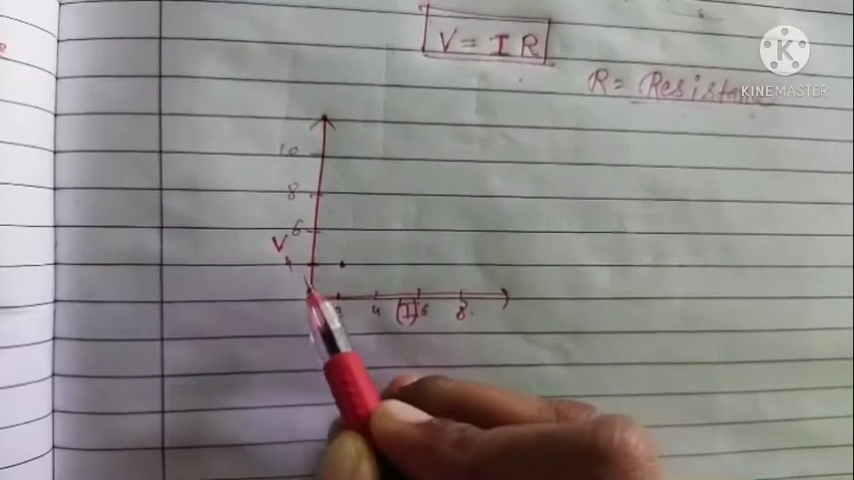 V = I R
R = Resistance
K
KINEMASTER
10
8
6
V
4
4 (I) 6 8